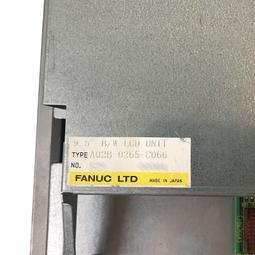 9.5" B/W LCD UNIT
TYPE A02B-0265-C066
NO.
FANUC LTD MADE IN JAPAN